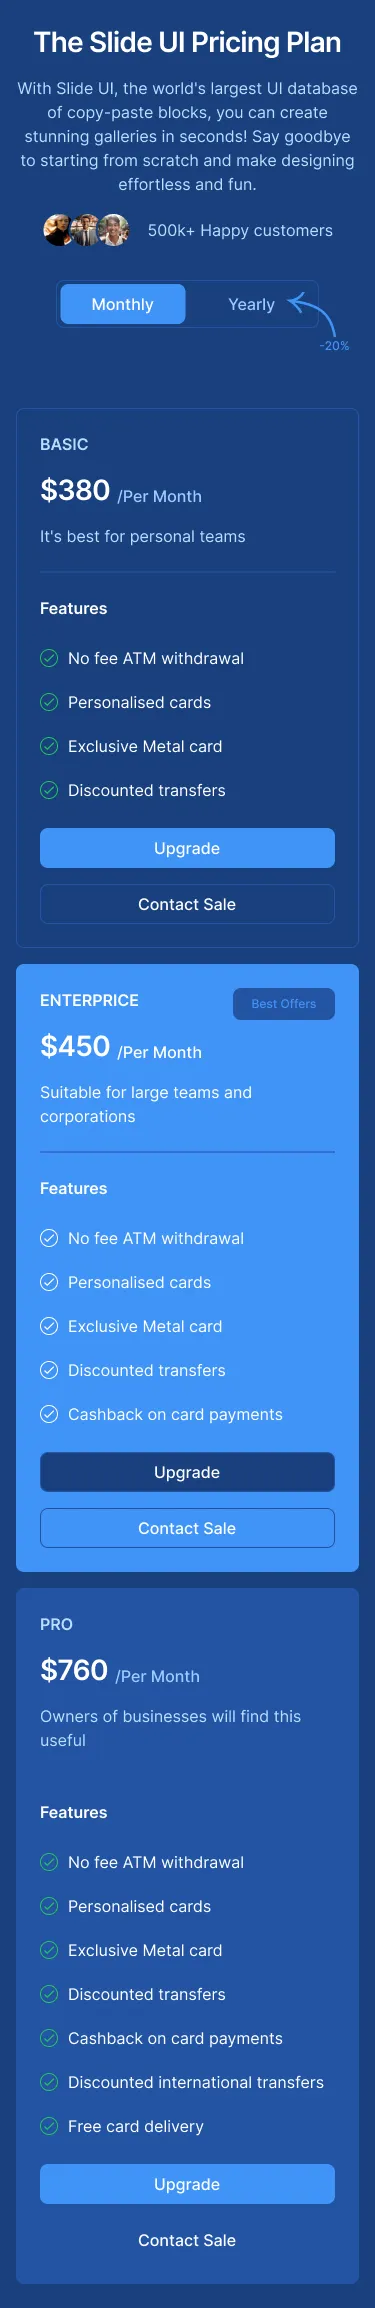 The Slide UI Pricing Plan
With Slide UI, the world's largest UI database
of copy-paste blocks, you can create
stunning galleries in seconds! Say goodbye
to starting from scratch and make designing
effortless and fun.
500k+ Happy customers
Monthly
Yearly
-20%
BASIC
$380 /Per Month
It's best for personal teams
Features
No fee ATM withdrawal
Personalised cards
Exclusive Metal card
Discounted transfers
Upgrade
Contact Sale
ENTERPRICE
Best Offers
$450 /Per Month
Suitable for large teams and
corporations
Features
No fee ATM withdrawal
Personalised cards
Exclusive Metal card
Discounted transfers
Cashback on card payments
Upgrade
Contact Sale
PRO
$760 /Per Month
Owners of businesses will find this
useful
Features
No fee ATM withdrawal
Personalised cards
Exclusive Metal card
Discounted transfers
Cashback on card payments
Discounted international transfers
Free card delivery
Upgrade
Contact Sale